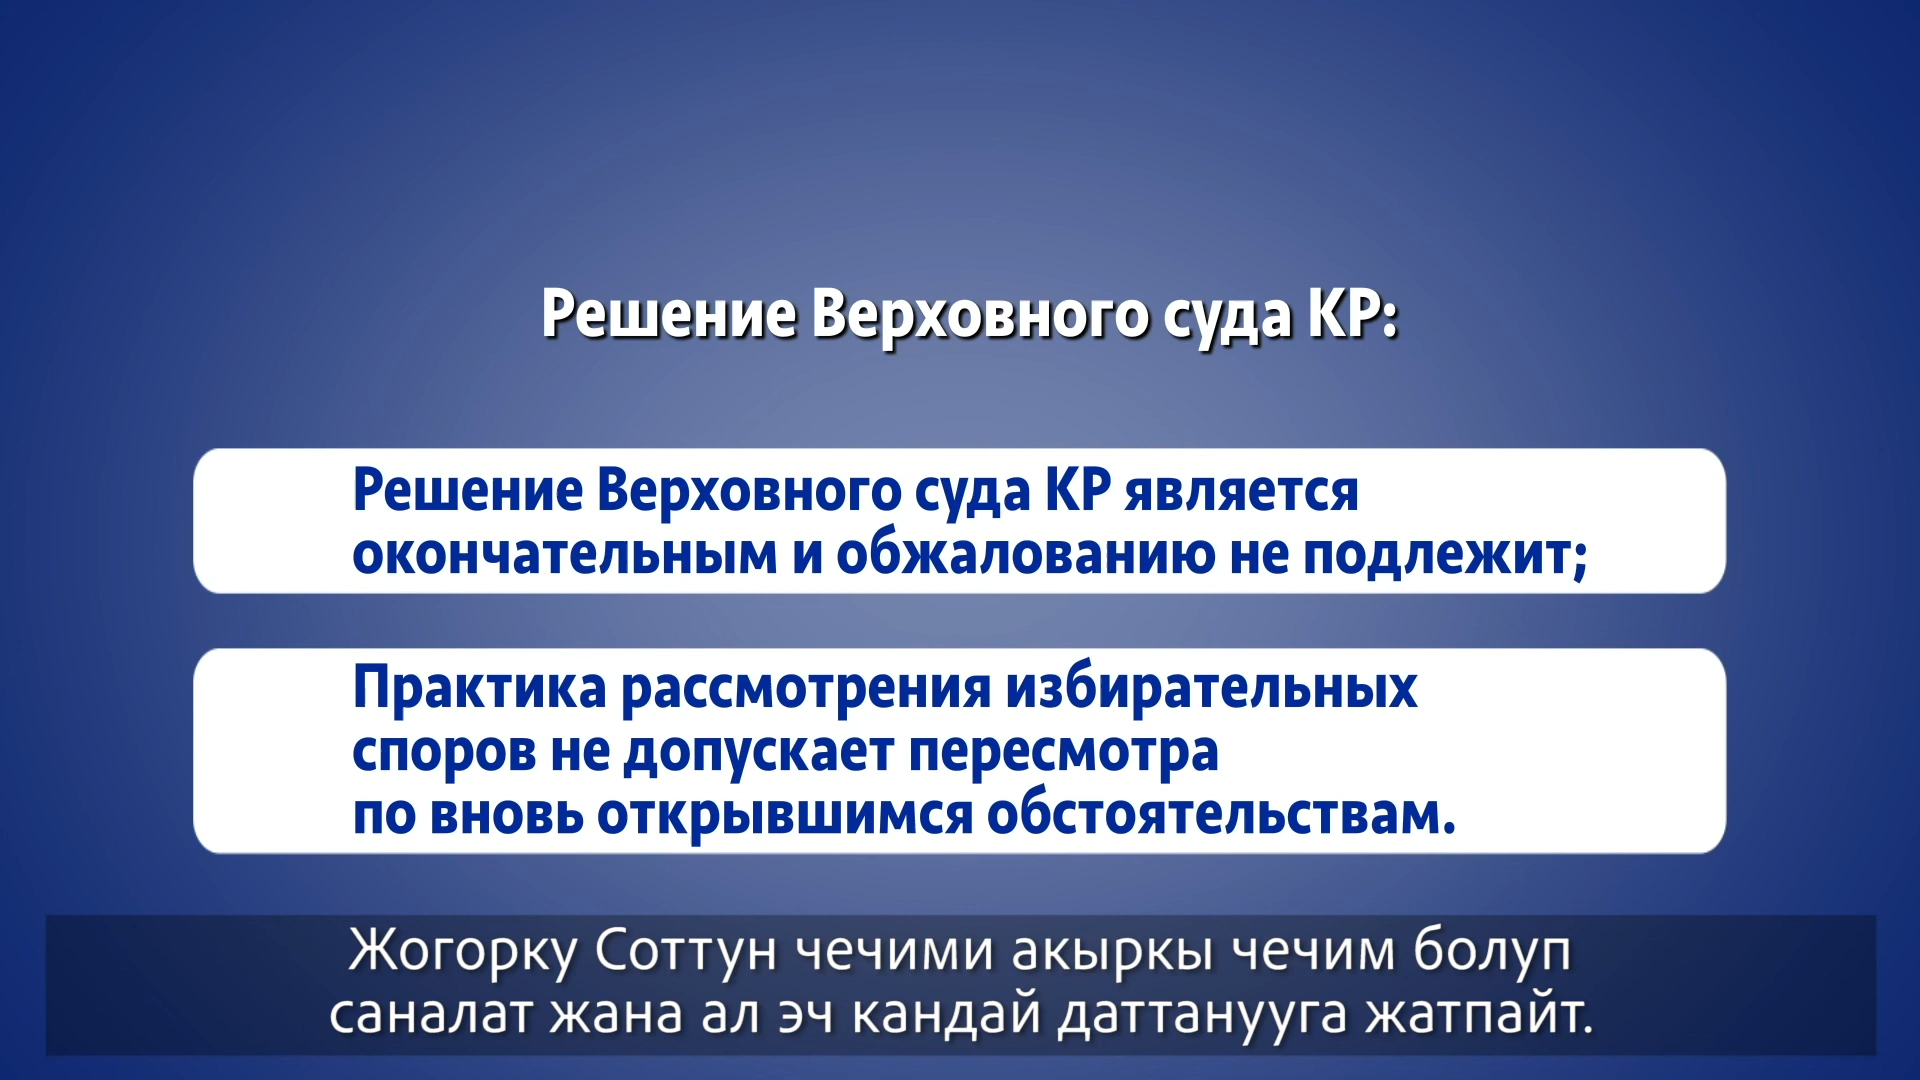 Решение Верховного суда КР:
Решение Верховного суда КР является
окончательным и обжалованию не подлежит;
Практика рассмотрения избирательных
споров не допускает пересмотра
по вновь открывшимся обстоятельствам.
Жогорку Соттун чечими акыркы чечим болуп
саналат жана ал эч кандай даттанууга жатпайт.